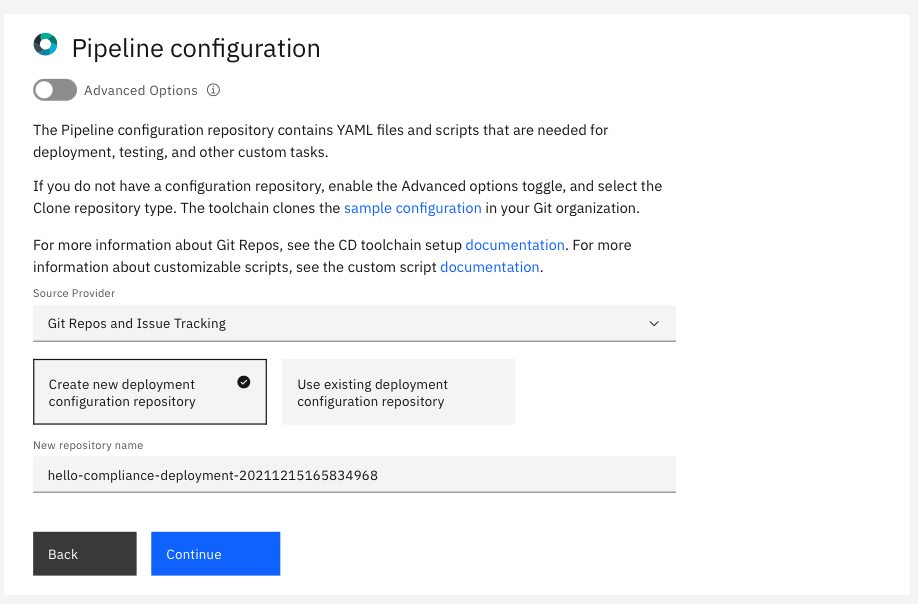 Pipeline configuration
Advanced Options
The Pipeline configuration repository contains YAML files and scripts that are needed for
deployment, testing, and other custom tasks.
If you do not have a configuration repository, enable the Advanced options toggle, and select the
Clone repository type. The toolchain clones the sample configuration in your Git organization.
For more information about Git Repos, see the CD toolchain setup documentation. For more
information about customizable scripts, see the custom script documentation.
Source Provider
Git Repos and Issue Tracking
Create new deployment
configuration repository
Use existing deployment
configuration repository
New repository name
hello-compliance-deployment-20211215165834968
Back
Continue